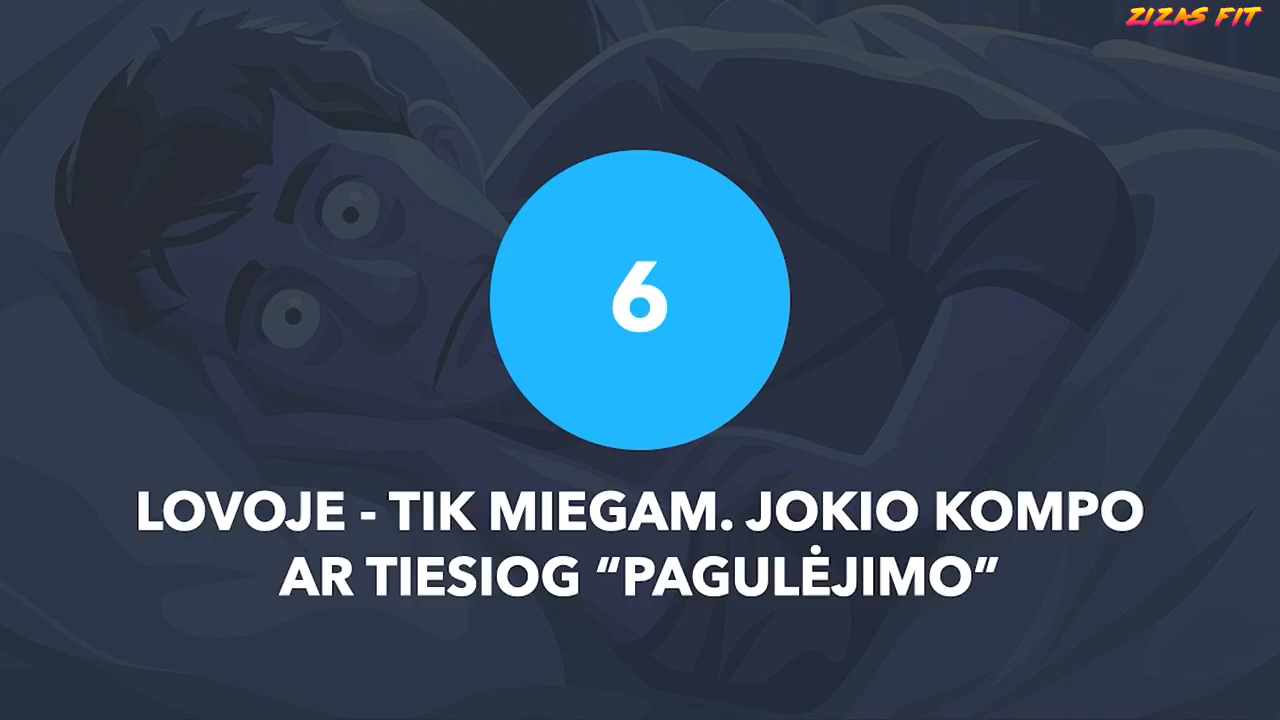 ZIZAS FIT
6
LOVOJE - TIK MIEGAM. JOKIO KOMPO
AR TIESIOG “PAGULĖJIMO”